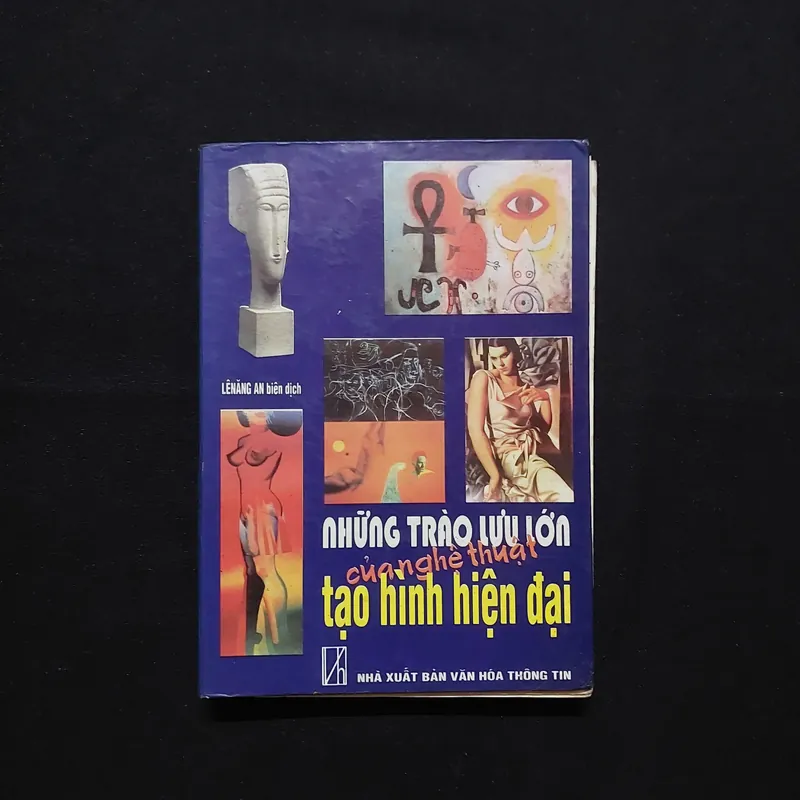 LÊNĂNG AN biên dịch
NHỮNG TRÀO LƯU LỚN
của nghệ thuật
tạo hình hiện đại
NHÀ XUẤT BẢN VĂN HÓA THÔNG TIN